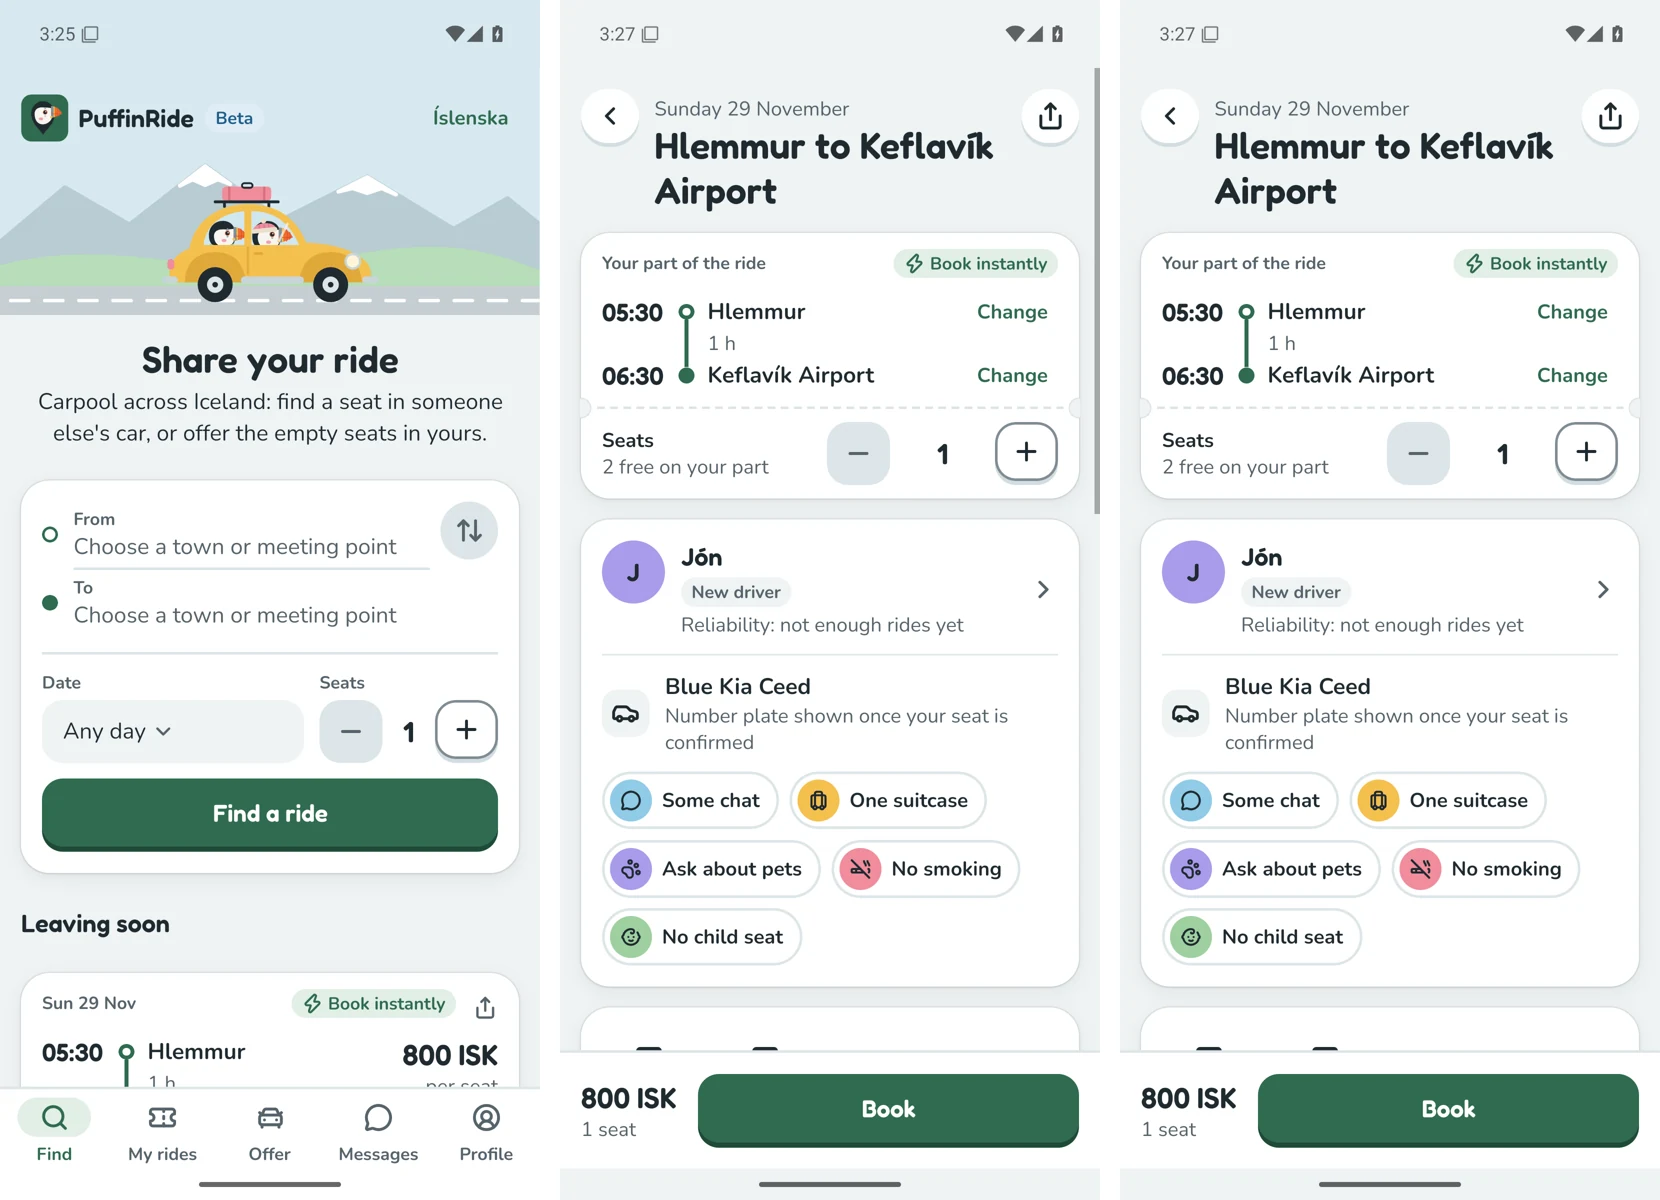 3:25
PuffinRide
Beta
Íslenska
Share your ride
Carpool across Iceland: find a seat in someone
else's car, or offer the empty seats in yours.
From
Choose a town or meeting point
To
Choose a town or meeting point
Date
Seats
Any day
1
Find a ride
Leaving soon
Sun 29 Nov
Book instantly
05:30
Hlemmur
800 ISK
1 h
per seat
Find
My rides
Offer
Messages
Profile
3:27
Sunday 29 November
Hlemmur to Keflavík
Airport
Your part of the ride
Book instantly
05:30
Hlemmur
Change
1 h
06:30
Keflavík Airport
Change
Seats
2 free on your part
1
J
Jón
New driver
Reliability: not enough rides yet
Blue Kia Ceed
Number plate shown once your seat is
confirmed
Some chat
One suitcase
Ask about pets
No smoking
No child seat
800 ISK
1 seat
Book
3:27
Sunday 29 November
Hlemmur to Keflavík
Airport
Your part of the ride
Book instantly
05:30
Hlemmur
Change
1 h
06:30
Keflavík Airport
Change
Seats
2 free on your part
1
J
Jón
New driver
Reliability: not enough rides yet
Blue Kia Ceed
Number plate shown once your seat is
confirmed
Some chat
One suitcase
Ask about pets
No smoking
No child seat
800 ISK
1 seat
Book